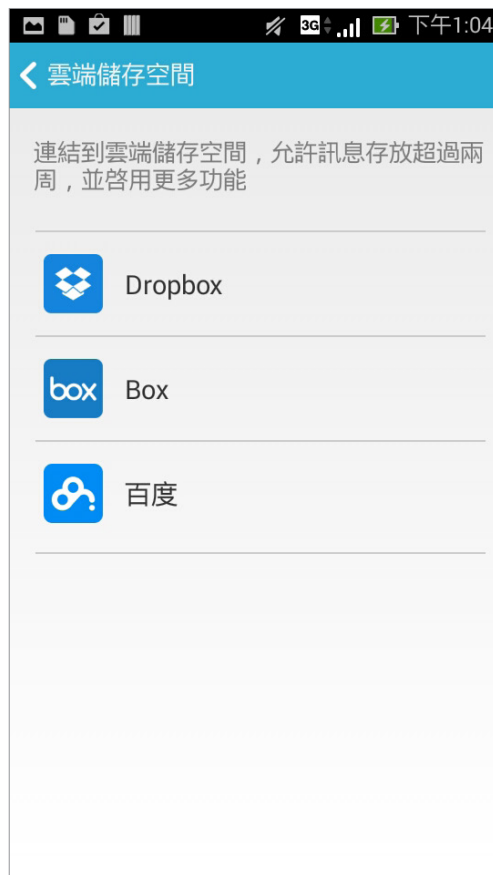 3G 下午1:04
雲端儲存空間
連結到雲端儲存空間，允許訊息存放超過兩
周，並啓用更多功能
Dropbox
box Box
百度